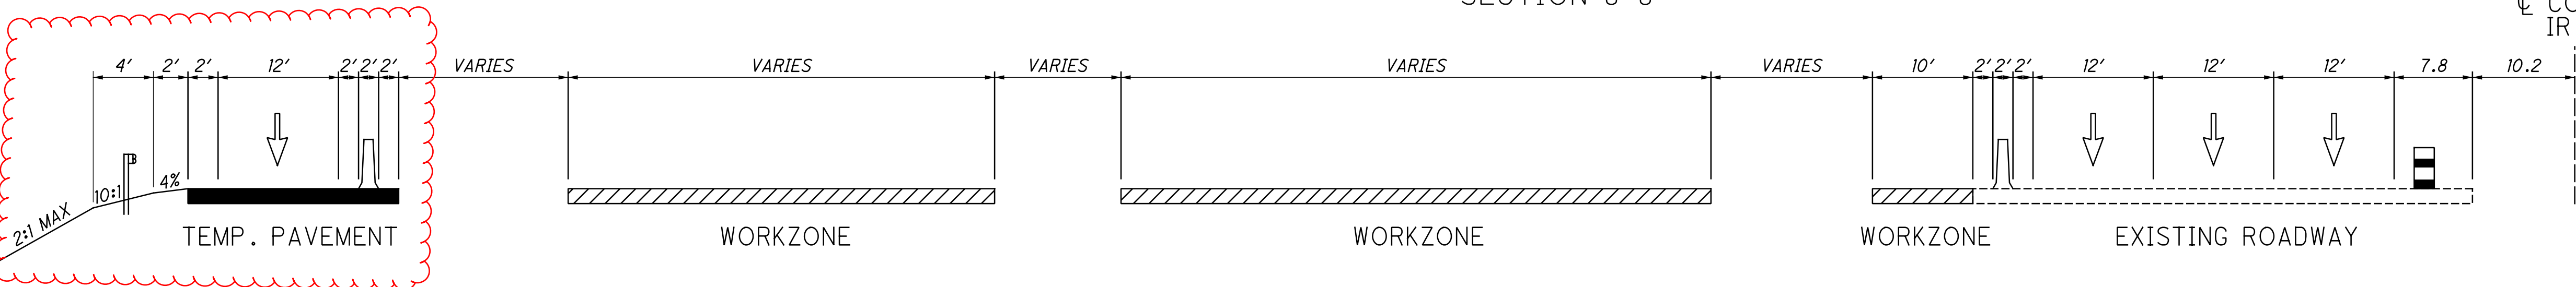 ℄
IR
4' 2' 2' 12' 2' 2' 2' VARIES VARIES VARIES VARIES VARIES 10' 2' 2' 2' 12' 12' 12' 7.8 10.2
2:1 MAX 10:1 4%
TEMP. PAVEMENT WORKZONE WORKZONE WORKZONE EXISTING ROADWAY